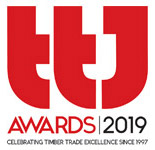 ttj
AWARDS | 2019
CELEBRATING TIMBER TRADE EXCELLENCE SINCE 1997